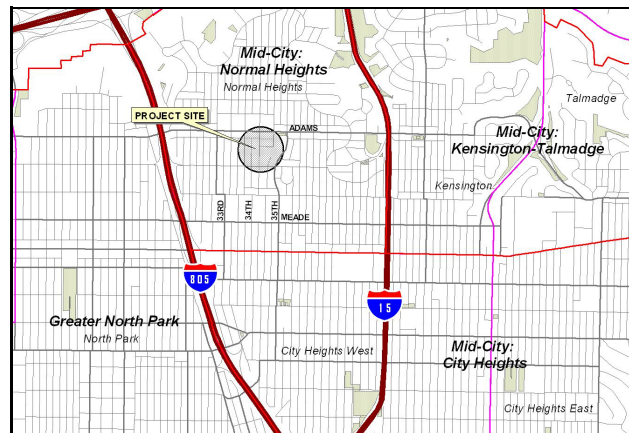 Mid-City:
Normal Heights
Normal Heights
Talmadge
PROJECT SITE
ADAMS
Mid-City:
Kensington-Talmadge
Kensington
33RD
34TH
35TH
MEADE
805
15
Greater North Park
North Park
City Heights West
Mid-City:
City Heights
City Heights East